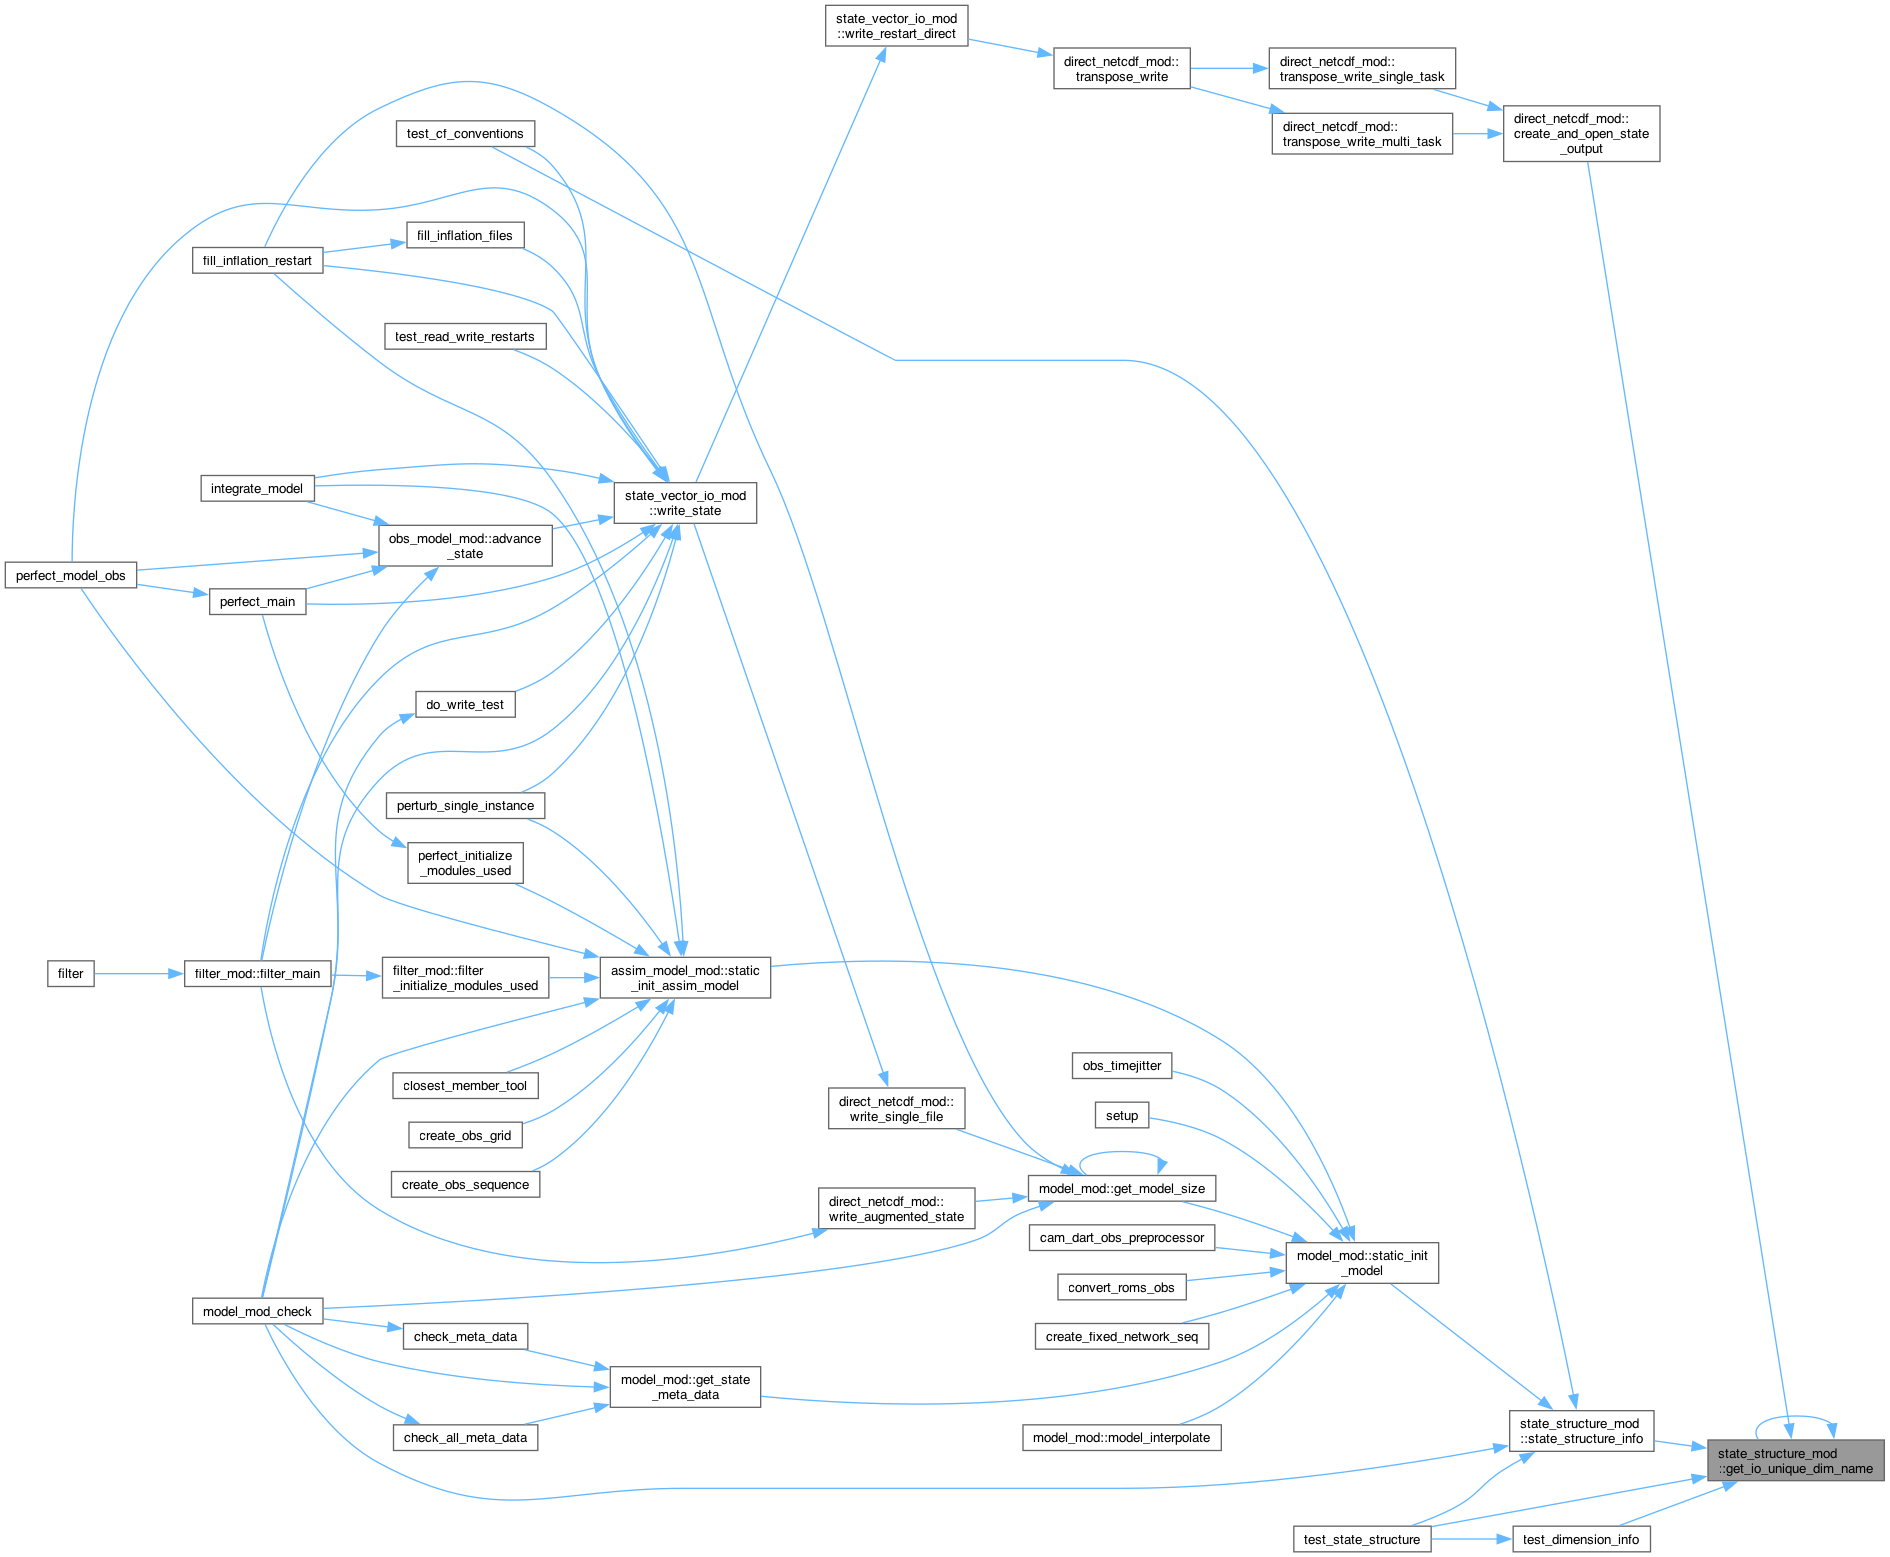 state_vector_io_mod
::write_restart_direct
direct_netcdf_mod::
transpose_write
direct_netcdf_mod::
transpose_write_single_task
direct_netcdf_mod::
transpose_write_multi_task
direct_netcdf_mod::
create_and_open_state
_output
test_cf_conventions
fill_inflation_files
fill_inflation_restart
test_read_write_restarts
integrate_model
state_vector_io_mod
::write_state
obs_model_mod::advance
_state
perfect_model_obs
perfect_main
do_write_test
perturb_single_instance
perfect_initialize
_modules_used
filter
filter_mod::filter_main
filter_mod::filter
_initialize_modules_used
assim_model_mod::static
_init_assim_model
closest_member_tool
create_obs_grid
create_obs_sequence
direct_netcdf_mod::
write_single_file
obs_timejitter
setup
model_mod::get_model_size
direct_netcdf_mod::
write_augmented_state
cam_dart_obs_preprocessor
model_mod::static_init
_model
convert_roms_obs
create_fixed_network_seq
model_mod_check
check_meta_data
model_mod::get_state
_meta_data
check_all_meta_data
model_mod::model_interpolate
state_structure_mod
::state_structure_info
state_structure_mod
::get_io_unique_dim_name
test_state_structure
test_dimension_info